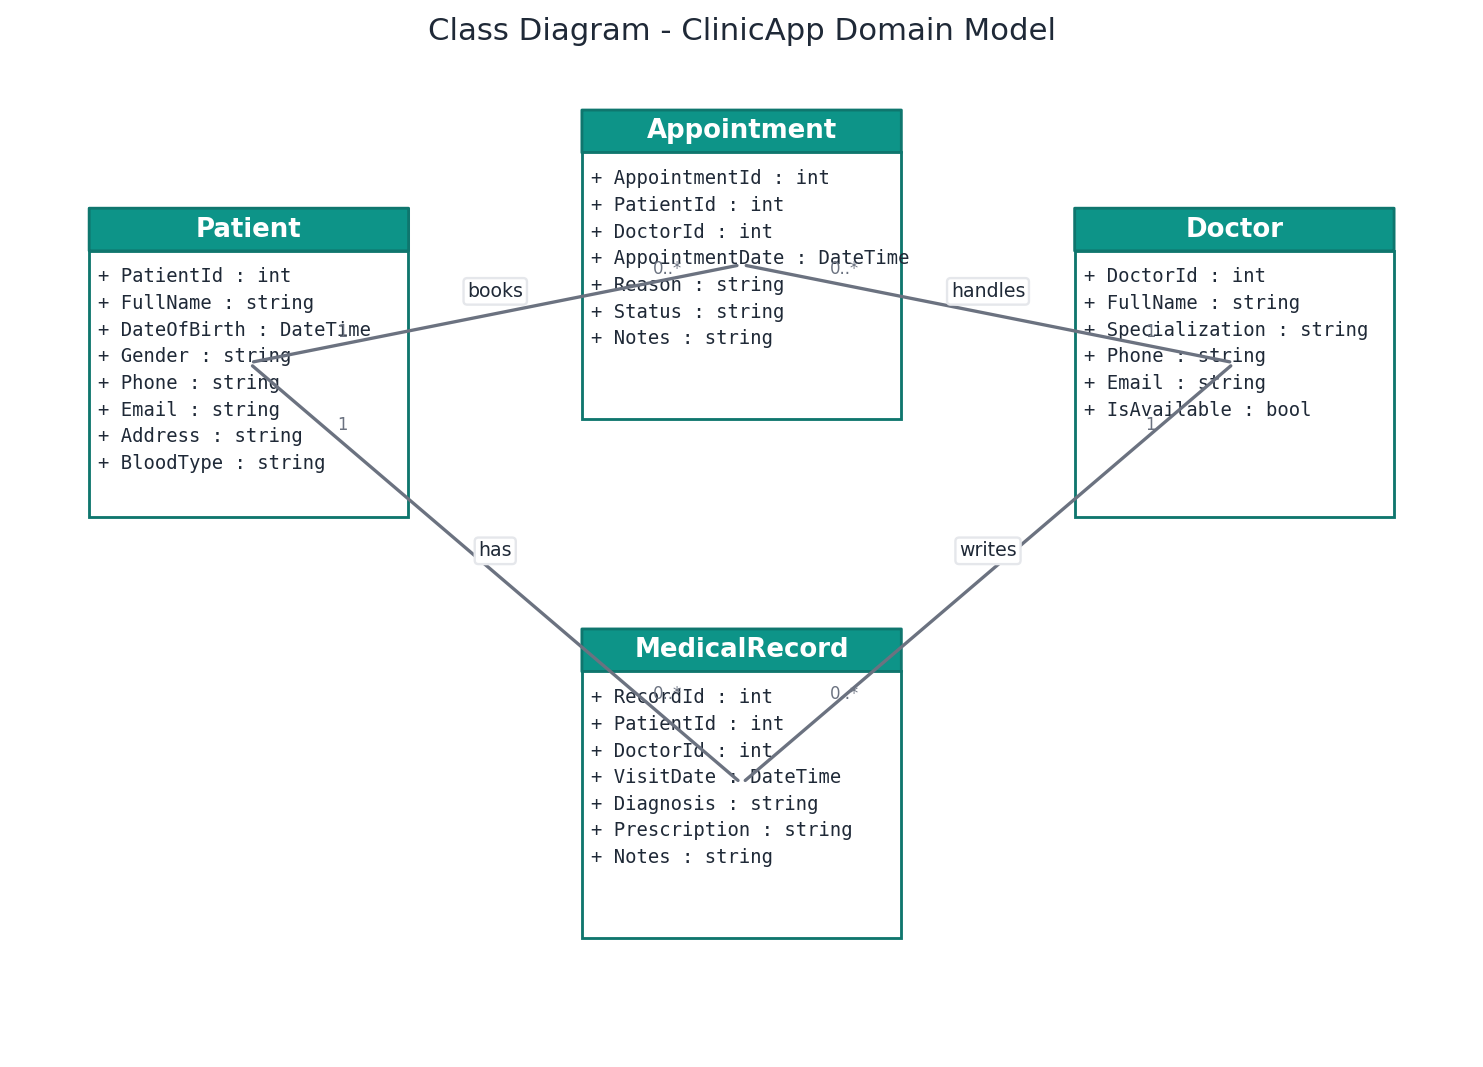 Class Diagram - ClinicApp Domain Model
Appointment
+ AppointmentId : int
+ PatientId : int
+ DoctorId : int
+ AppointmentDate : DateTime
+ Reason : string
+ Status : string
+ Notes : string
Patient
+ PatientId : int
+ FullName : string
+ DateOfBirth : DateTime
+ Gender : string
+ Phone : string
+ Email : string
+ Address : string
+ BloodType : string
Doctor
+ DoctorId : int
+ FullName : string
+ Specialization : string
+ Phone : string
+ Email : string
+ IsAvailable : bool
books
1
0..*
handles
0..*
1
has
1
0..*
writes
1
0..*
MedicalRecord
+ RecordId : int
+ PatientId : int
+ DoctorId : int
+ VisitDate : DateTime
+ Diagnosis : string
+ Prescription : string
+ Notes : string